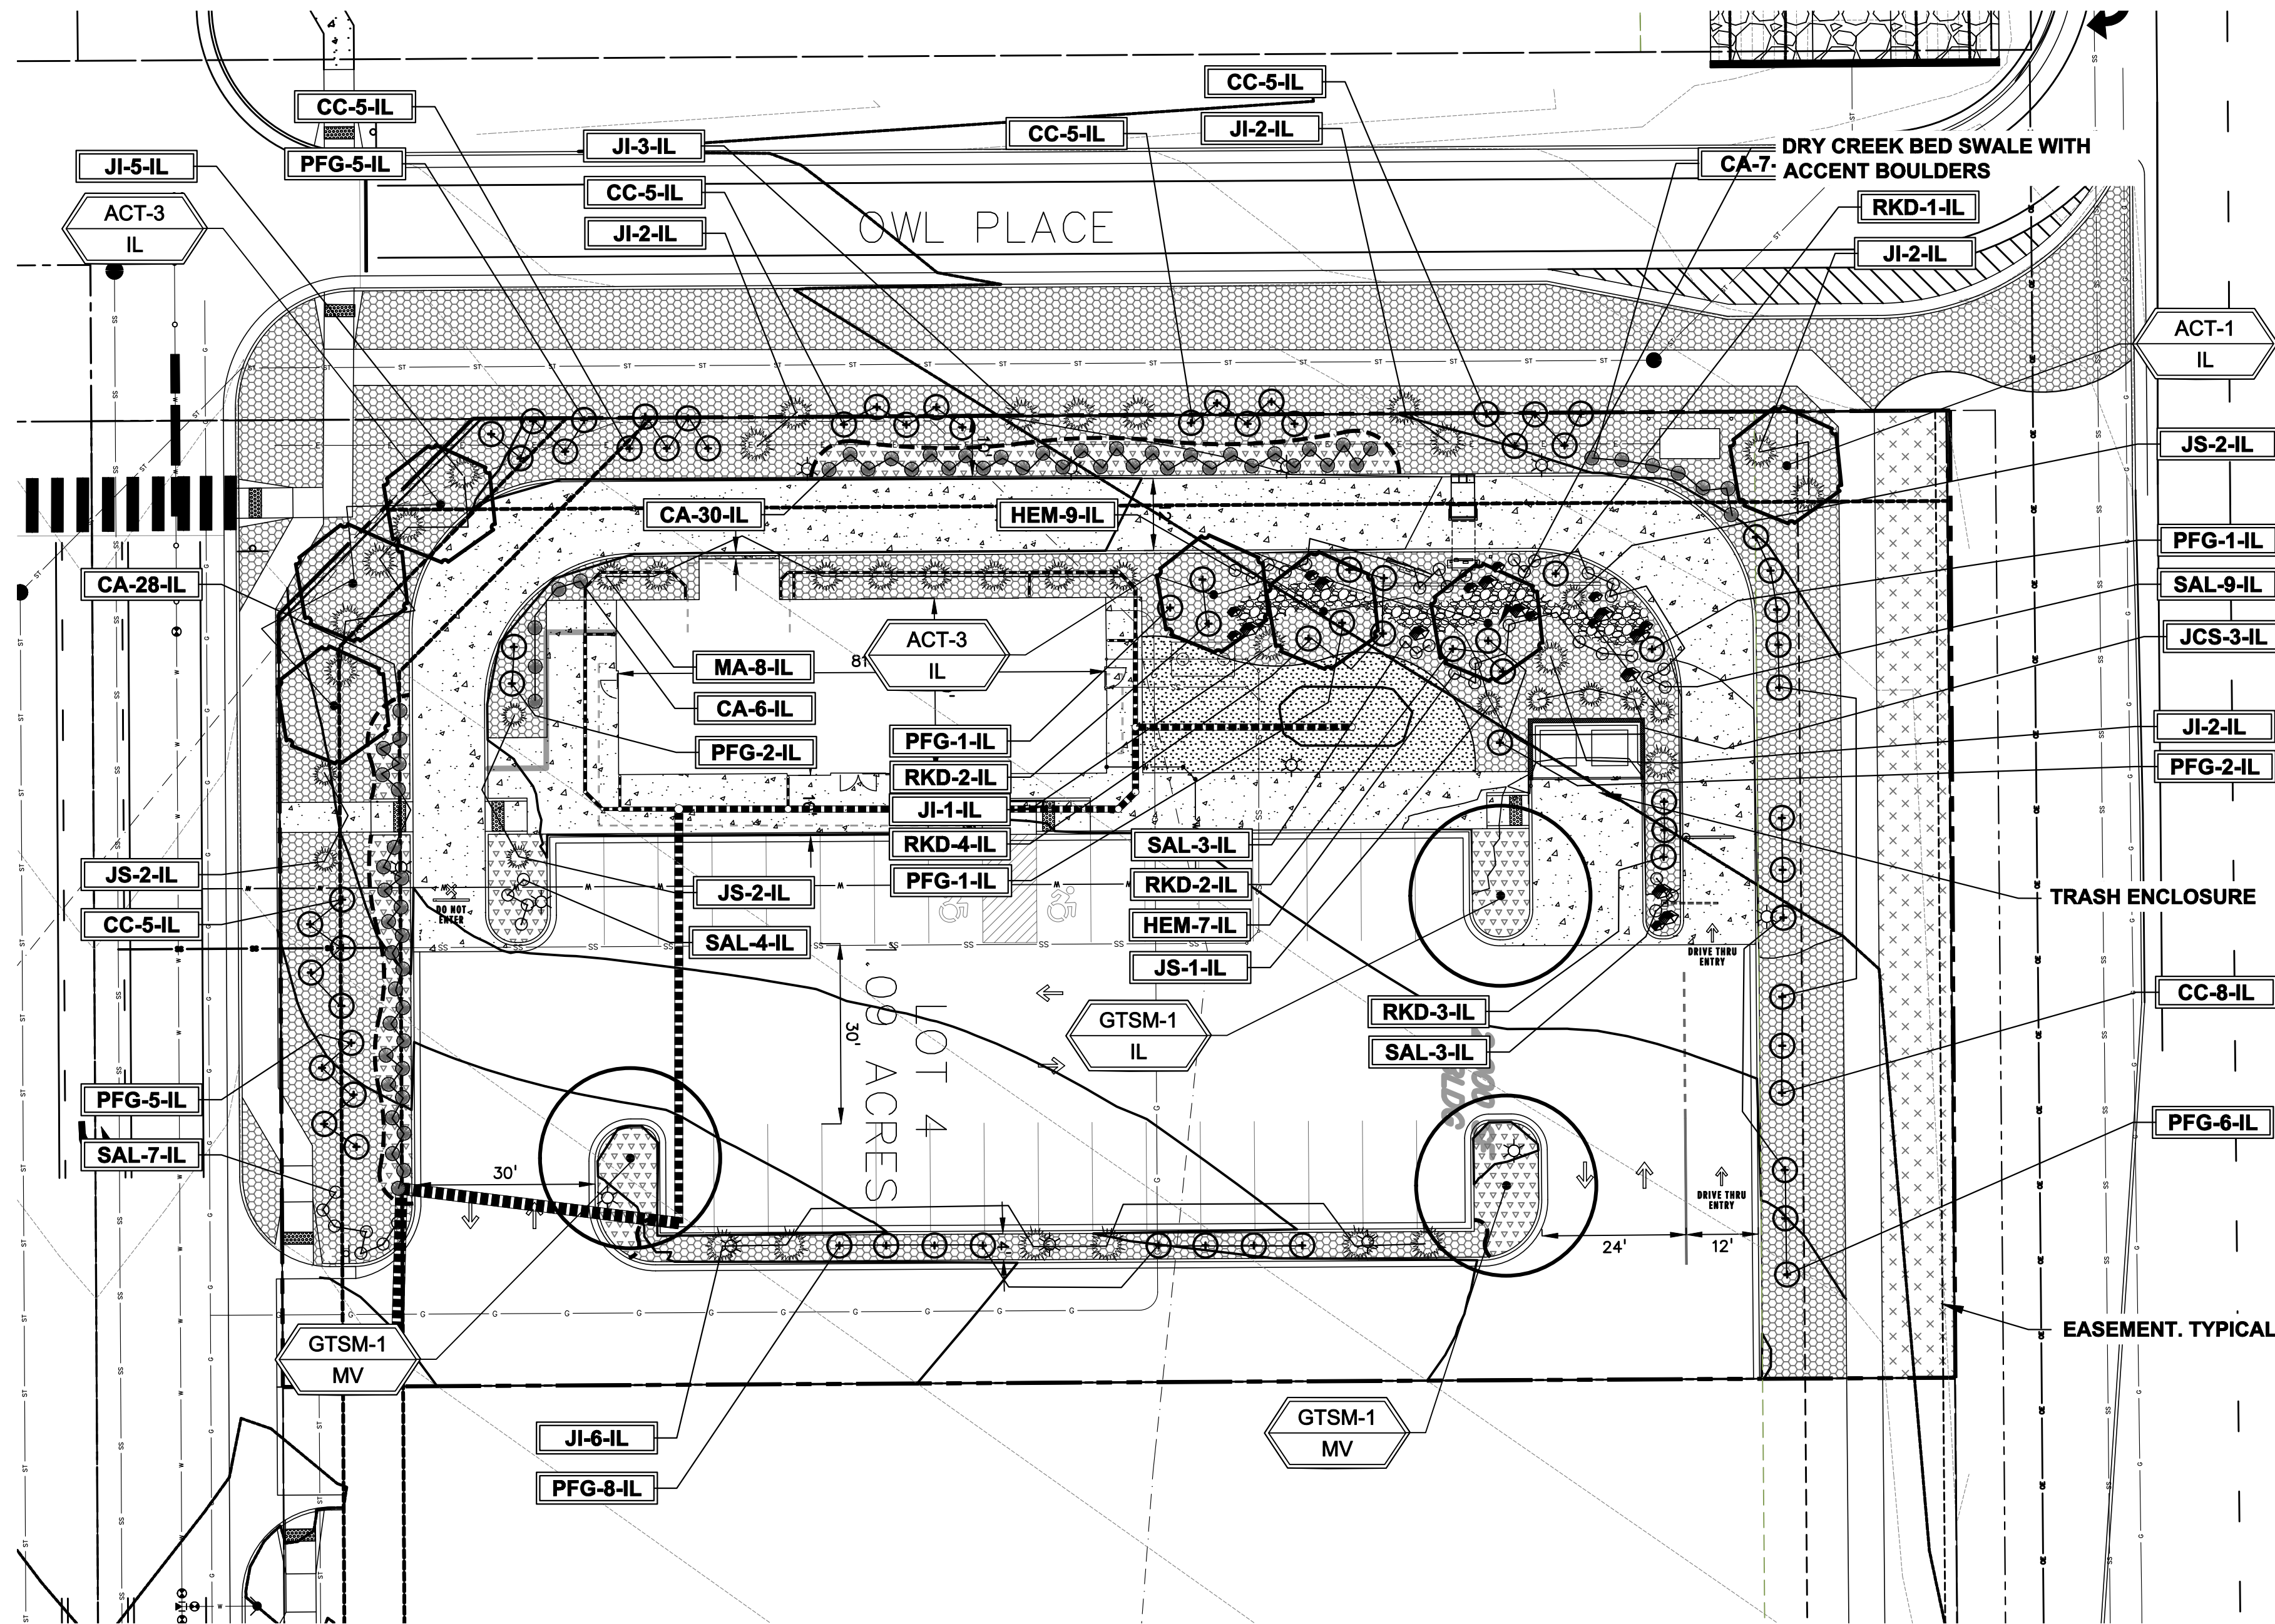 CC-5-IL
CC-5-IL
JI-3-IL
CC-5-IL
JI-2-IL
JI-5-IL
PFG-5-IL
DRY CREEK BED SWALE WITH
CA-7-
ACCENT BOULDERS
CC-5-IL
ACT-3
IL
JI-2-IL
OWL PLACE
RKD-1-IL
JI-2-IL
ACT-1
IL
JS-2-IL
CA-30-IL
HEM-9-IL
PFG-1-IL
CA-28-IL
SAL-9-IL
ACT-3
IL
JCS-3-IL
MA-8-IL
81
CA-6-IL
PFG-2-IL
PFG-1-IL
JI-2-IL
RKD-2-IL
PFG-2-IL
JI-1-IL
RKD-4-IL
SAL-3-IL
PFG-1-IL
RKD-2-IL
JS-2-IL
JS-2-IL
TRASH ENCLOSURE
DO NOT
ENTER
CC-5-IL
SAL-4-IL
HEM-7-IL
JS-1-IL
DRIVE THRU
ENTRY
LOT 4
1.09 ACRES
30'
GTSM-1
IL
RKD-3-IL
SAL-3-IL
CC-8-IL
PFG-5-IL
PFG-6-IL
SAL-7-IL
30'
DRIVE THRU
ENTRY
4'
24'
12'
GTSM-1
MV
EASEMENT. TYPICAL
JI-6-IL
GTSM-1
MV
PFG-8-IL